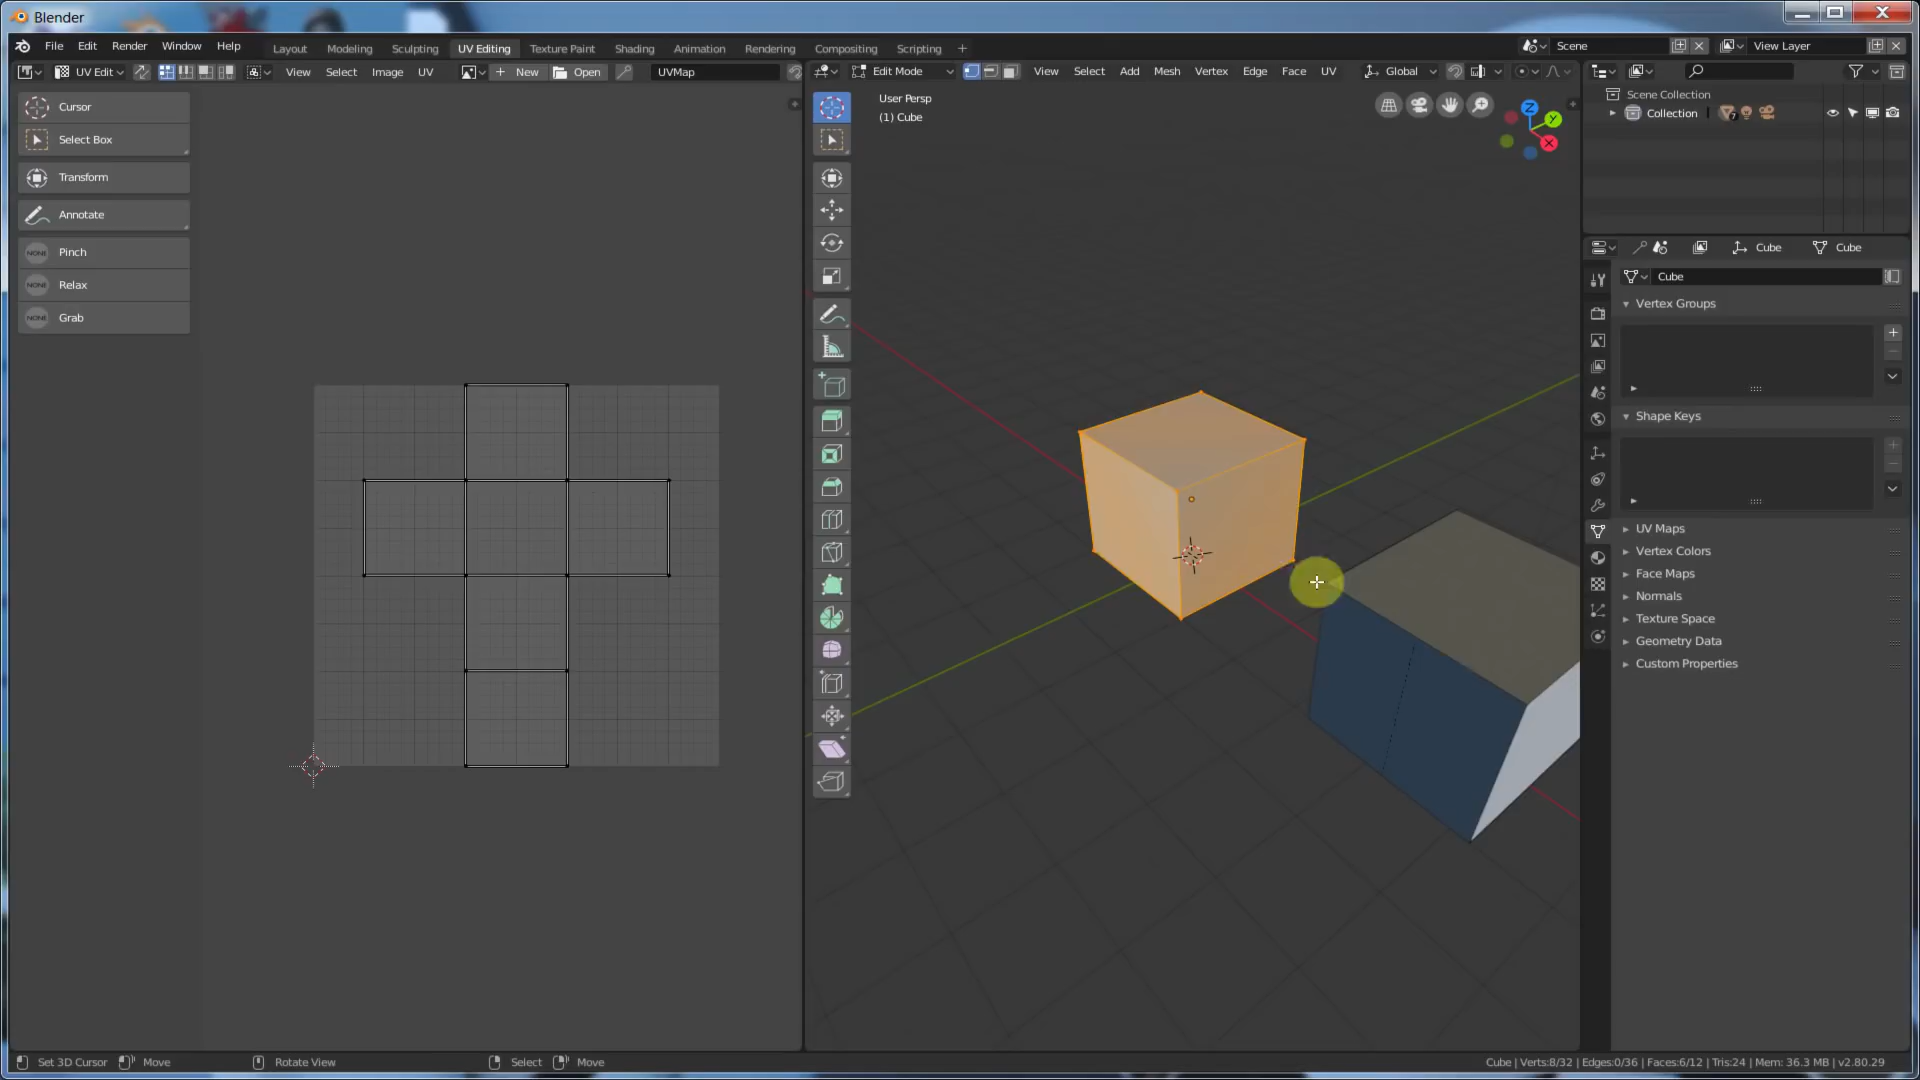 Blender
File Edit Render Window Help
Layout Modeling Sculpting UV Editing Texture Paint Shading Animation Rendering Compositing Scripting +
Scene
View Layer
UV Edit
View Select Image UV
New
Open
UVMap
Edit Mode
View Select Add Mesh Vertex Edge Face UV
Global
Cursor
Select Box
Transform
Annotate
NONE Pinch
NONE Relax
NONE Grab
User Persp
(1) Cube
Z
Y
X
Scene Collection
Collection
7
Cube
Cube
Cube
Vertex Groups
Shape Keys
UV Maps
Vertex Colors
Face Maps
Normals
Texture Space
Geometry Data
Custom Properties
Set 3D Cursor
Move
Rotate View
Select
Move
Cube | Verts:8/32 | Edges:0/36 | Faces:6/12 | Tris:24 | Mem: 36.3 MB | v2.80.29